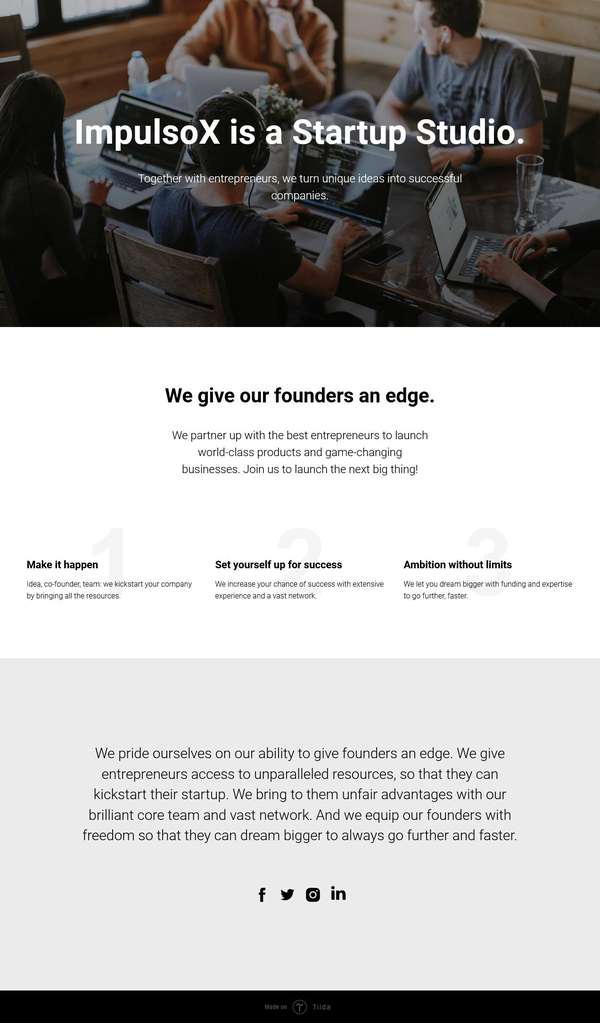 ImpulsoX is a Startup Studio.
Together with entrepreneurs, we turn unique ideas into successful
companies.
We give our founders an edge.
We partner up with the best entrepreneurs to launch
world-class products and game-changing
businesses. Join us to launch the next big thing!
1
Make it happen
Idea, co-founder, team: we kickstart your company
by bringing all the resources.
2
Set yourself up for success
We increase your chance of success with extensive
experience and a vast network.
3
Ambition without limits
We let you dream bigger with funding and expertise
to go further, faster.
We pride ourselves on our ability to give founders an edge. We give
entrepreneurs access to unparalleled resources, so that they can
kickstart their startup. We bring to them unfair advantages with our
brilliant core team and vast network. And we equip our founders with
freedom so that they can dream bigger to always go further and faster.
Made on Tilda